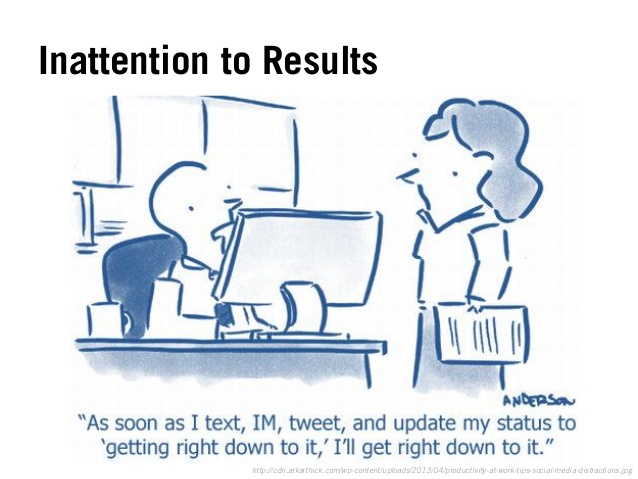 Inattention to Results
ANDERSON
“As soon as I text, IM, tweet, and update my status to
‘getting right down to it,’ I’ll get right down to it.”
http://cdn.arkarthick.com/wp-content/uploads/2013/04/productivity-at-work-tips-social-media-distractions.jpg